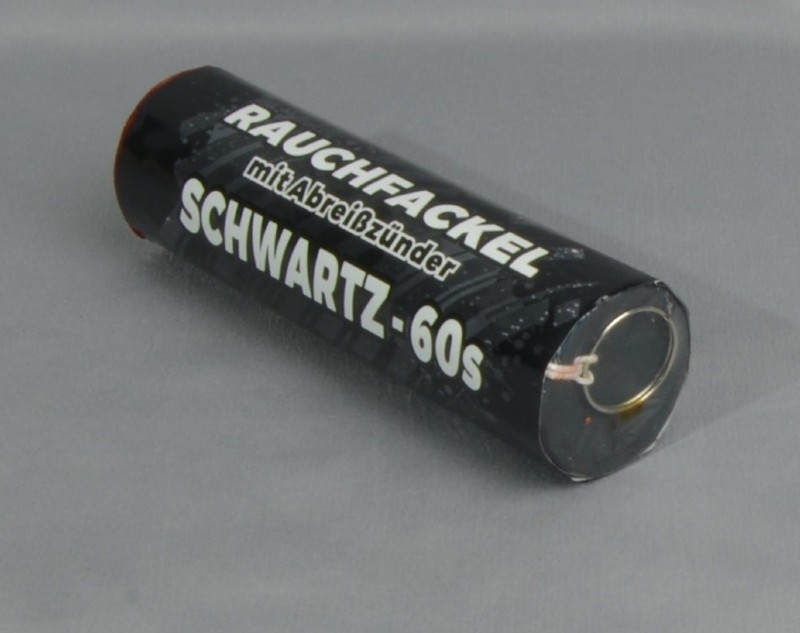 RAUCHFACKEL
mit Abreißzünder
SCHWARTZ - 60s